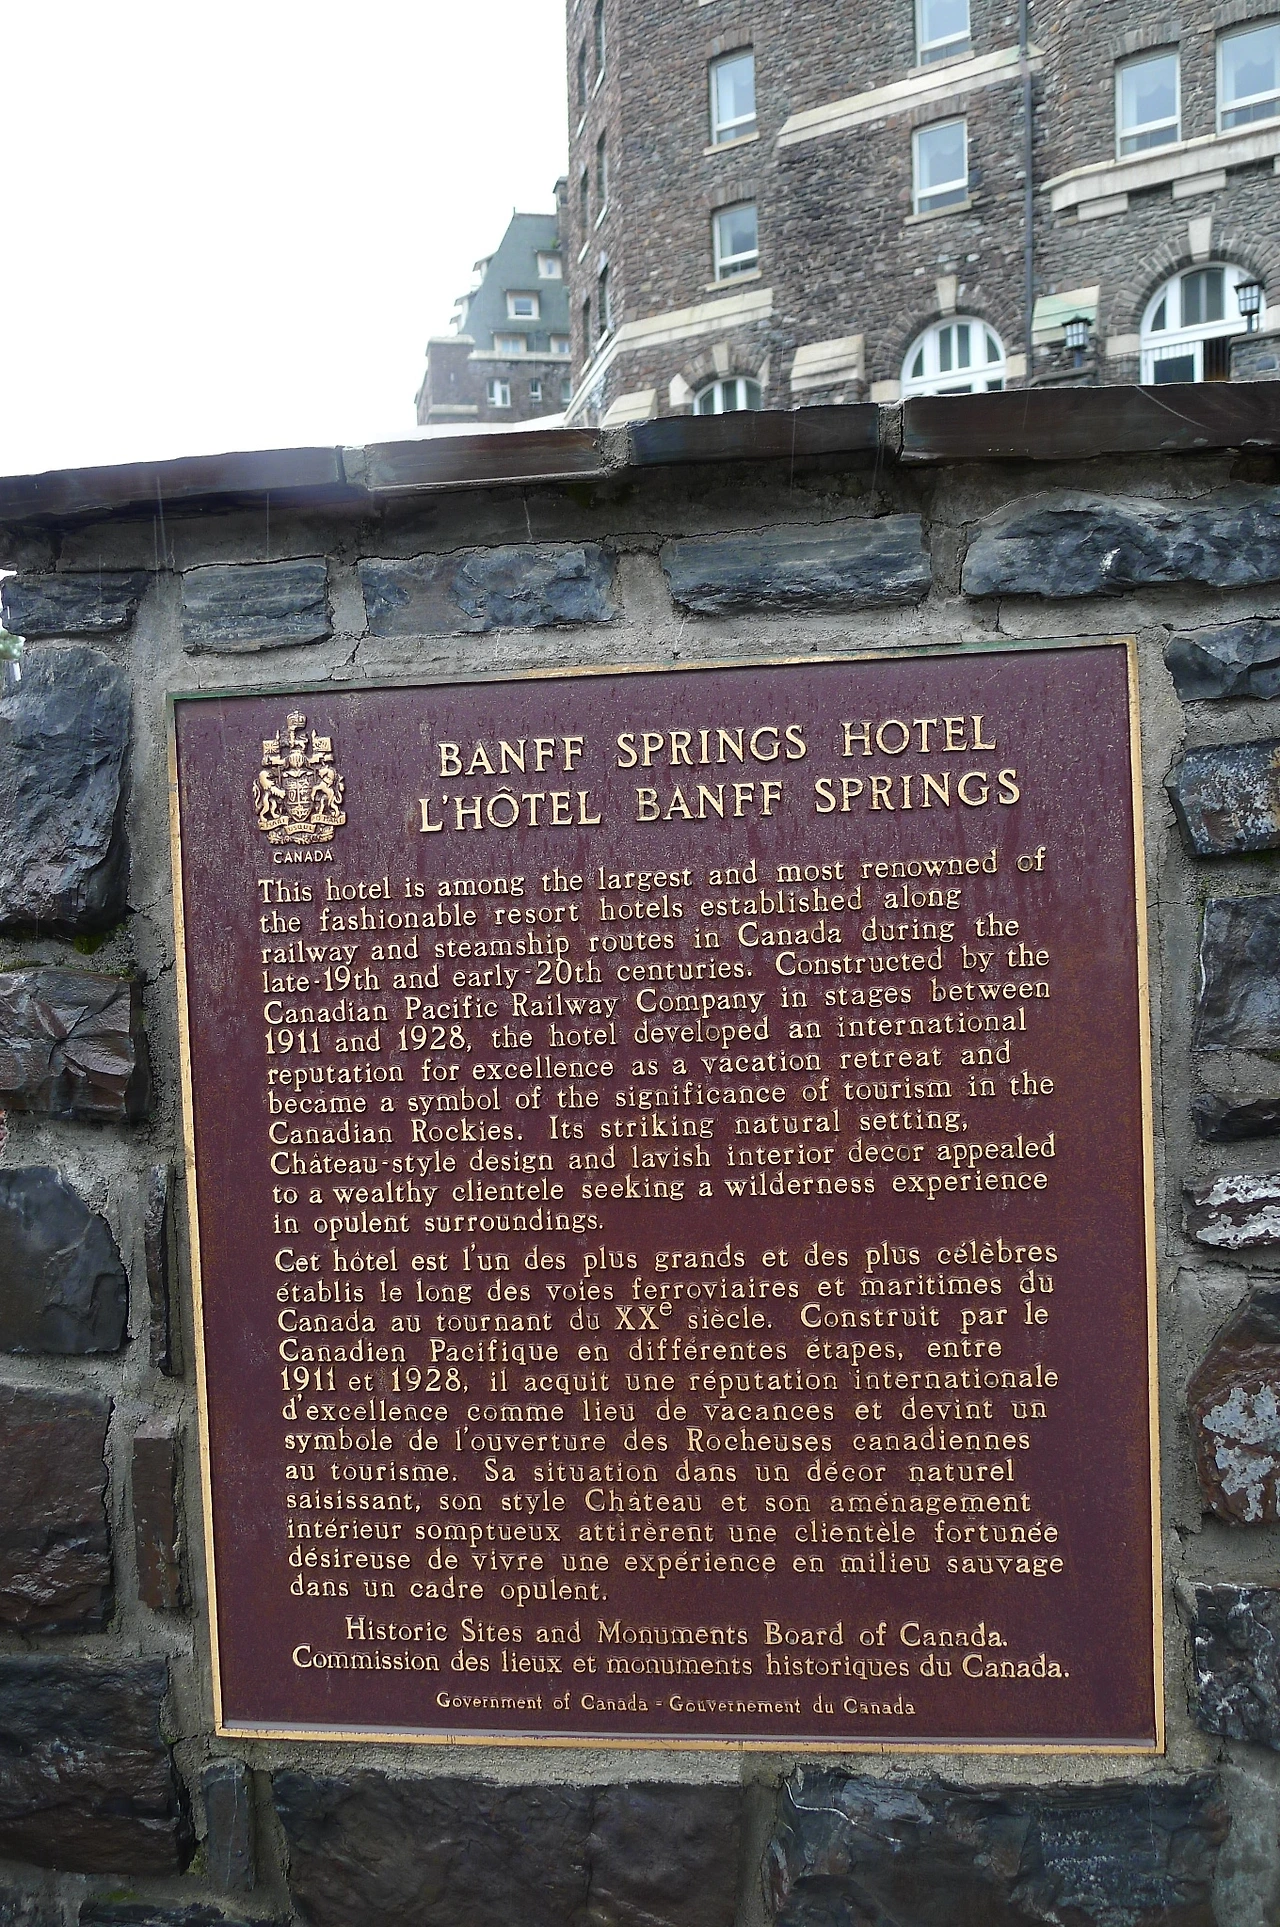 BANFF SPRINGS HOTEL
L'HÔTEL BANFF SPRINGS
CANADA
This hotel is among the largest and most renowned of
the fashionable resort hotels established along
railway and steamship routes in Canada during the
late-19th and early-20th centuries. Constructed by the
Canadian Pacific Railway Company in stages between
1911 and 1928, the hotel developed an international
reputation for excellence as a vacation retreat and
became a symbol of the significance of tourism in the
Canadian Rockies. Its striking natural setting,
Château-style design and lavish interior decor appealed
to a wealthy clientele seeking a wilderness experience
in opulent surroundings.
Cet hôtel est l'un des plus grands et des plus célèbres
établis le long des voies ferroviaires et maritimes du
Canada au tournant du XXe siècle. Construit par le
Canadien Pacifique en différentes étapes, entre
1911 et 1928, il acquit une réputation internationale
d'excellence comme lieu de vacances et devint un
symbole de l'ouverture des Rocheuses canadiennes
au tourisme. Sa situation dans un décor naturel
saisissant, son style Château et son aménagement
intérieur somptueux attirèrent une clientèle fortunée
désireuse de vivre une expérience en milieu sauvage
dans un cadre opulent.
Historic Sites and Monuments Board of Canada.
Commission des lieux et monuments historiques du Canada.
Government of Canada - Gouvernement du Canada